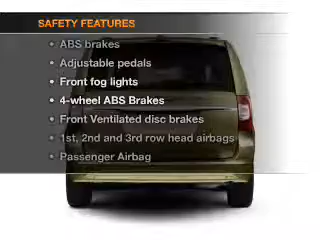 SAFETY FEATURES
• ABS brakes
• Adjustable pedals
• Front fog lights
• 4-wheel ABS Brakes
• Front Ventilated disc brakes
• 1st, 2nd and 3rd row head airbags
• Passenger Airbag